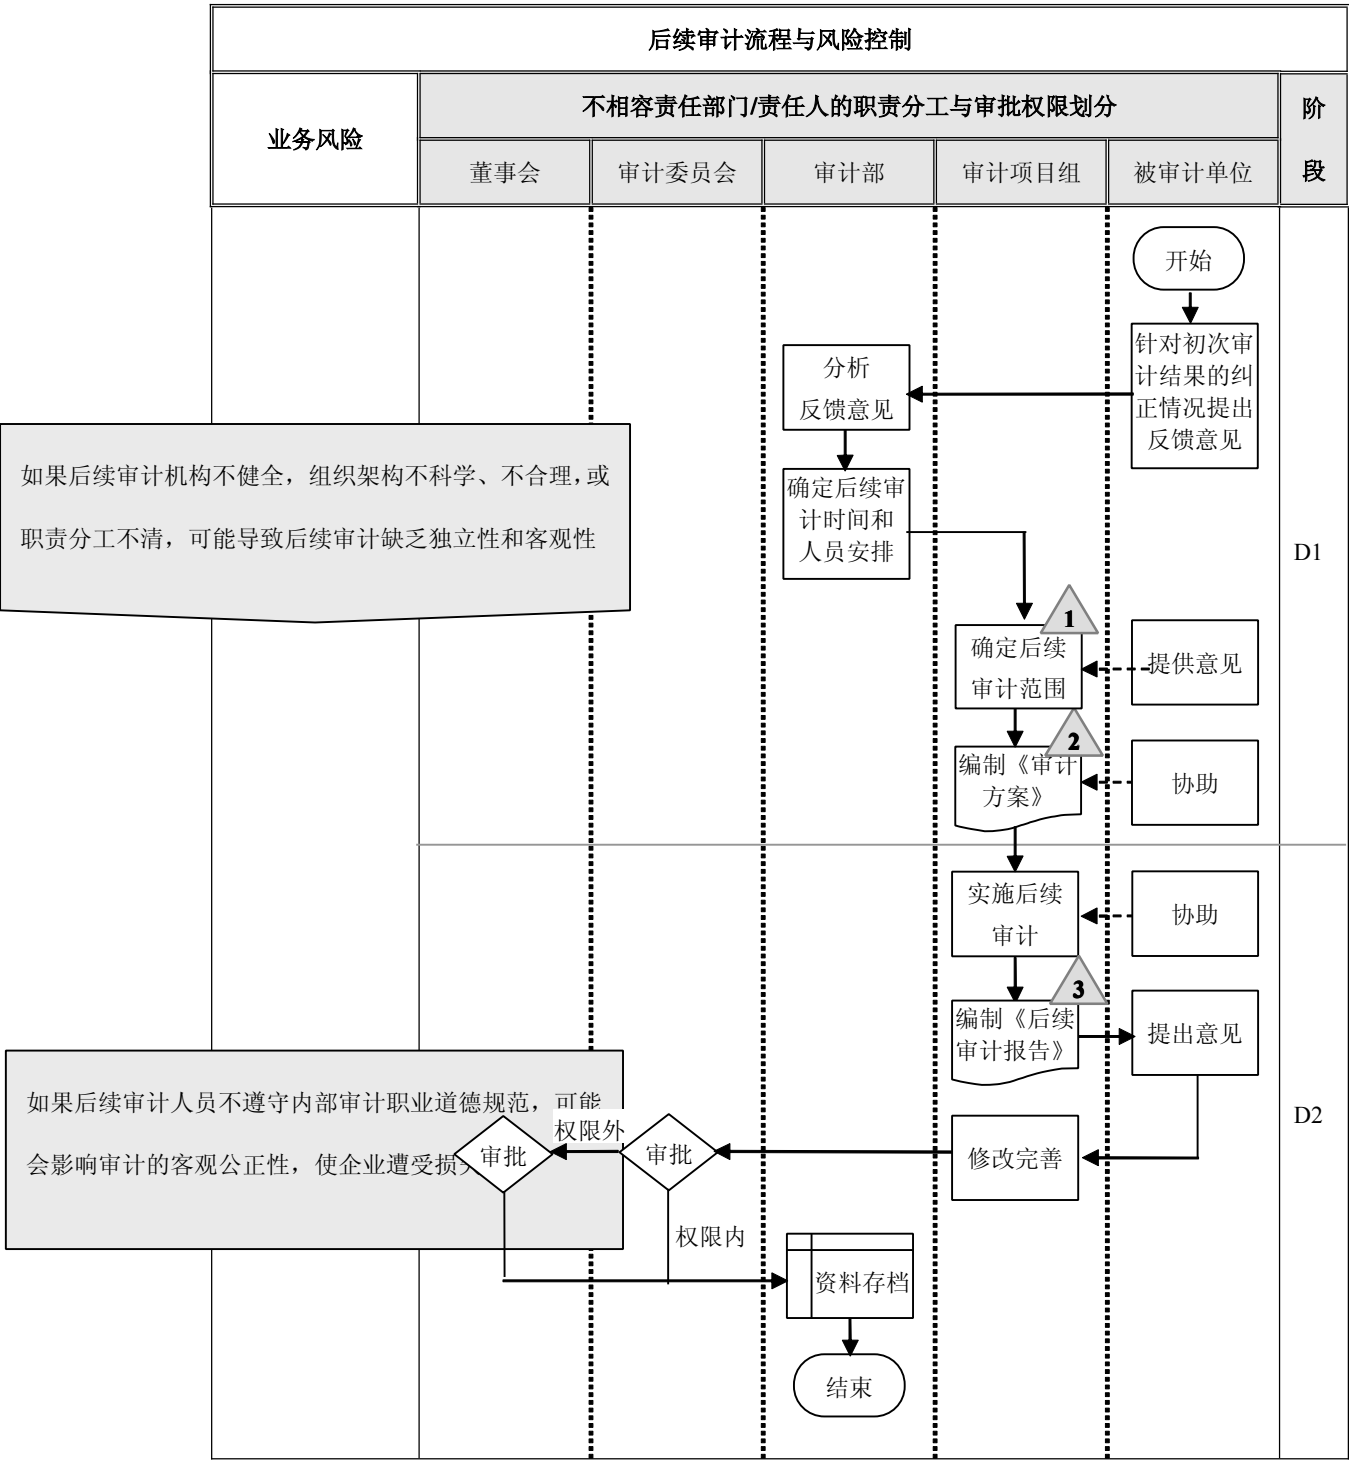 后续审计流程与风险控制
业务风险
不相容责任部门/责任人的职责分工与审批权限划分
阶
段
董事会
审计委员会
审计部
审计项目组
被审计单位
开始
针对初次审
计结果的纠
正情况提出
反馈意见
分析
反馈意见
如果后续审计机构不健全，组织架构不科学、不合理，或
职责分工不清，可能导致后续审计缺乏独立性和客观性
确定后续审
计时间和
人员安排
D1
1
确定后续
审计范围
提供意见
2
编制《审计
方案》
协助
实施后续
审计
协助
3
编制《后续
审计报告》
提出意见
如果后续审计人员不遵守内部审计职业道德规范，可能
会影响审计的客观公正性，使企业遭受损
权限外
审批
审批
修改完善
D2
权限内
资料存档
结束